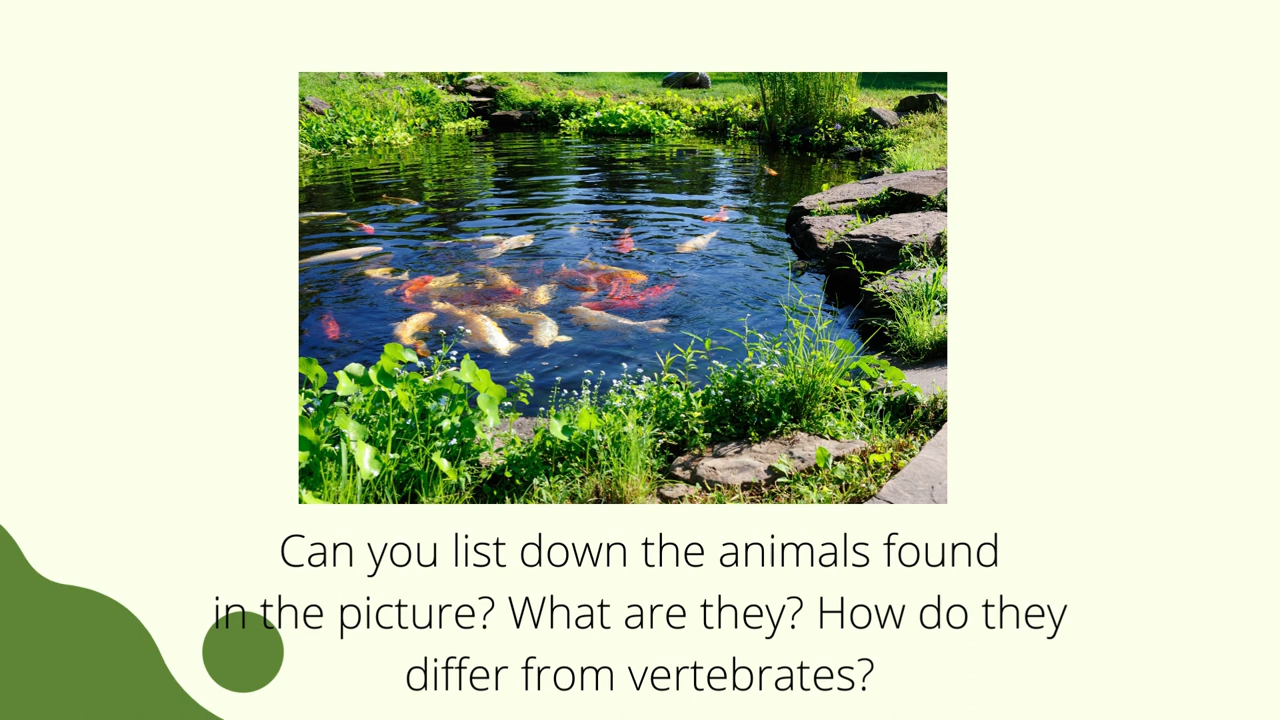 Can you list down the animals found
in the picture? What are they? How do they
differ from vertebrates?